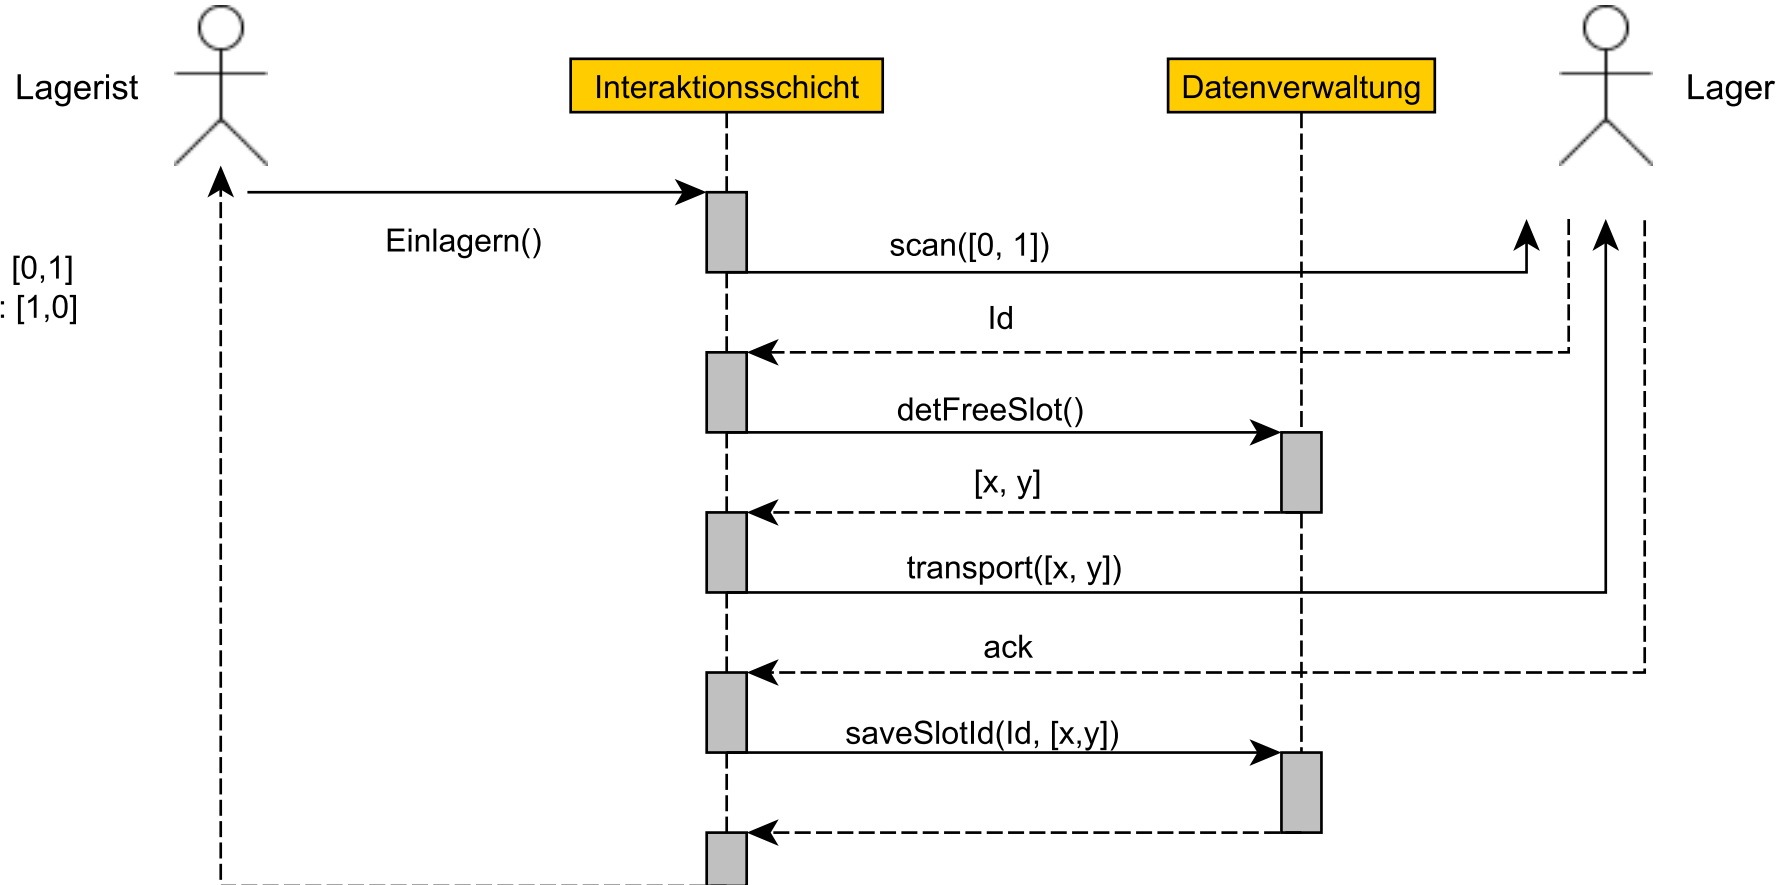 Lagerist
Interaktionsschicht
Datenverwaltung
Lager
Einlagern()
scan([0, 1])
[0,1]
: [1,0]
Id
detFreeSlot()
[x, y]
transport([x, y])
ack
saveSlotId(Id, [x,y])